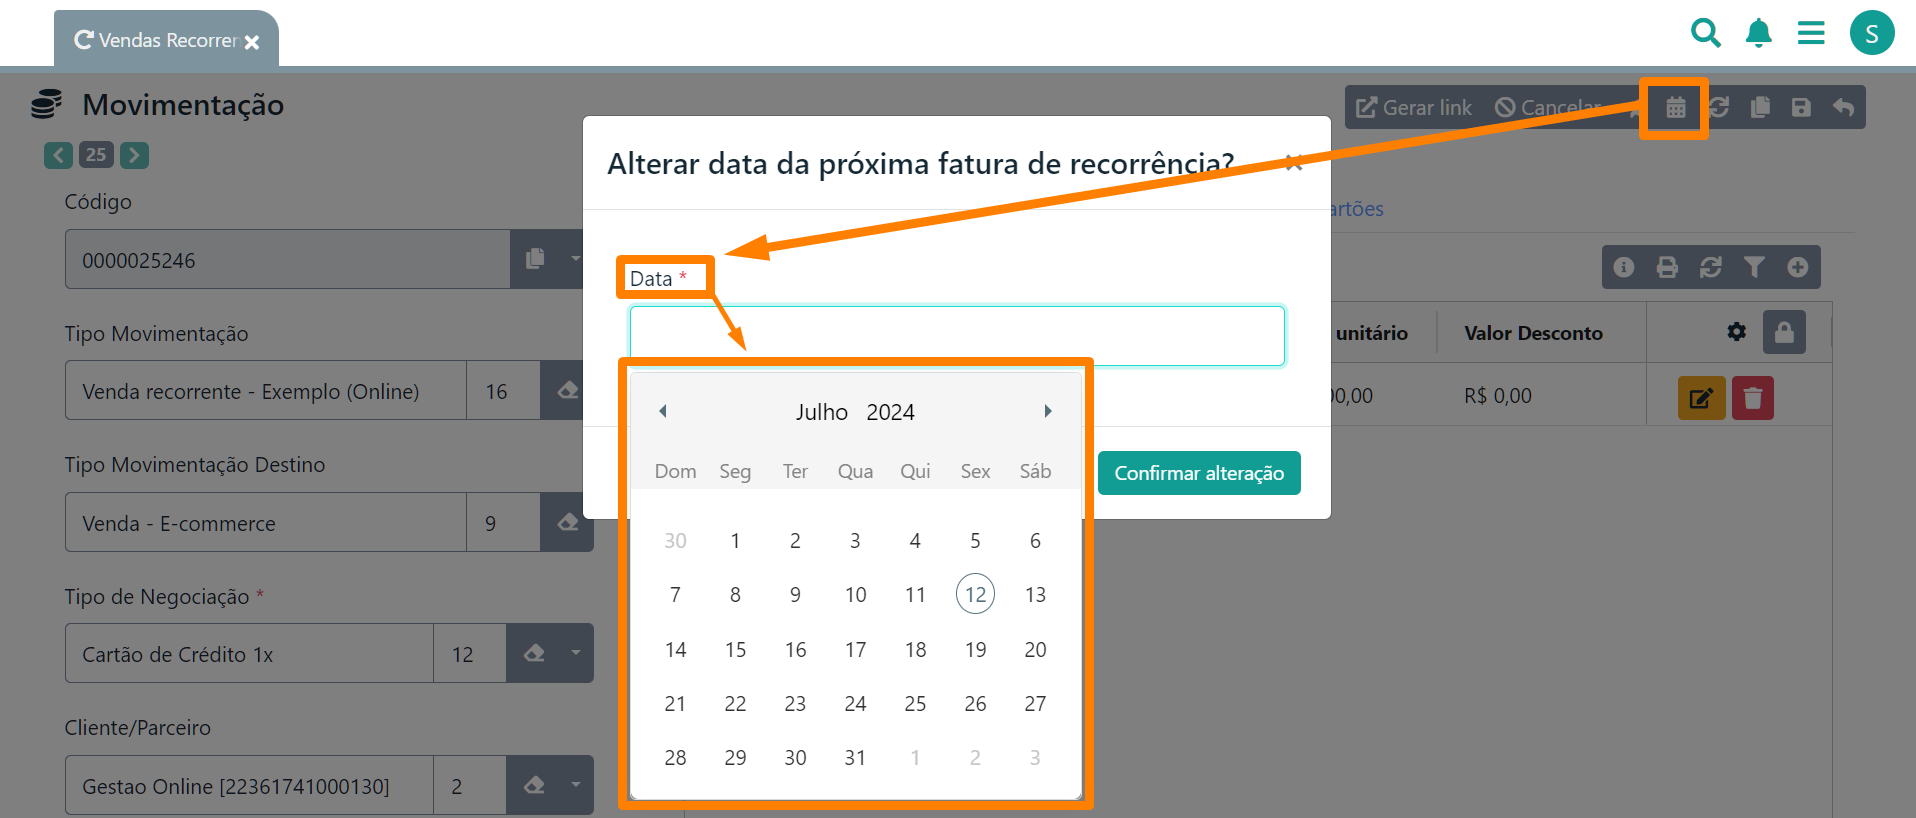 Vendas Recorrer
S
Movimentação
Gerar link
Cancelar
25
Alterar data da próxima fatura de recorrência?
Código
artões
0000025246
Data *
Tipo Movimentação
unitário
Valor Desconto
Venda recorrente - Exemplo (Online)
16
00,00
R$ 0,00
Julho 2024
Tipo Movimentação Destino
Dom Seg Ter Qua Qui Sex Sáb
Confirmar alteração
Venda - E-commerce
9
30 1 2 3 4 5 6
Tipo de Negociação *
7 8 9 10 11 12 13
Cartão de Crédito 1x
12
14 15 16 17 18 19 20
21 22 23 24 25 26 27
Cliente/Parceiro
28 29 30 31 1 2 3
Gestao Online [22361741000130]
2